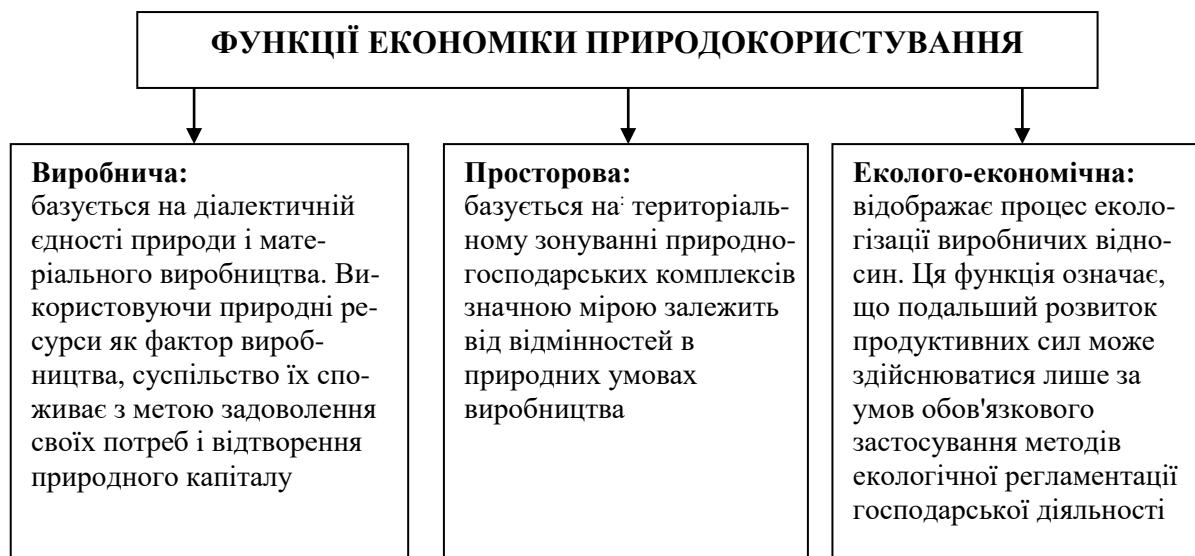 ФУНКЦІЇ ЕКОНОМІКИ ПРИРОДОКОРИСТУВАННЯ
Виробнича:
базується на діалектичній
єдності природи і мате-
ріального виробництва. Ви-
користовуючи природні ре-
сурси як фактор вироб-
ництва, суспільство їх спо-
живає з метою задоволення
своїх потреб і відтворення
природного капіталу
Просторова:
базується на: територіаль-
ному зонуванні природно-
господарських комплексів
значною мірою залежить
від відмінностей в
природних умовах
виробництва
Еколого-економічна:
відображає процес еколо-
гізації виробничих відно-
син. Ця функція означає,
що подальший розвиток
продуктивних сил може
здійснюватися лише за
умов обов'язкового
застосування методів
екологічної регламентації
господарської діяльності